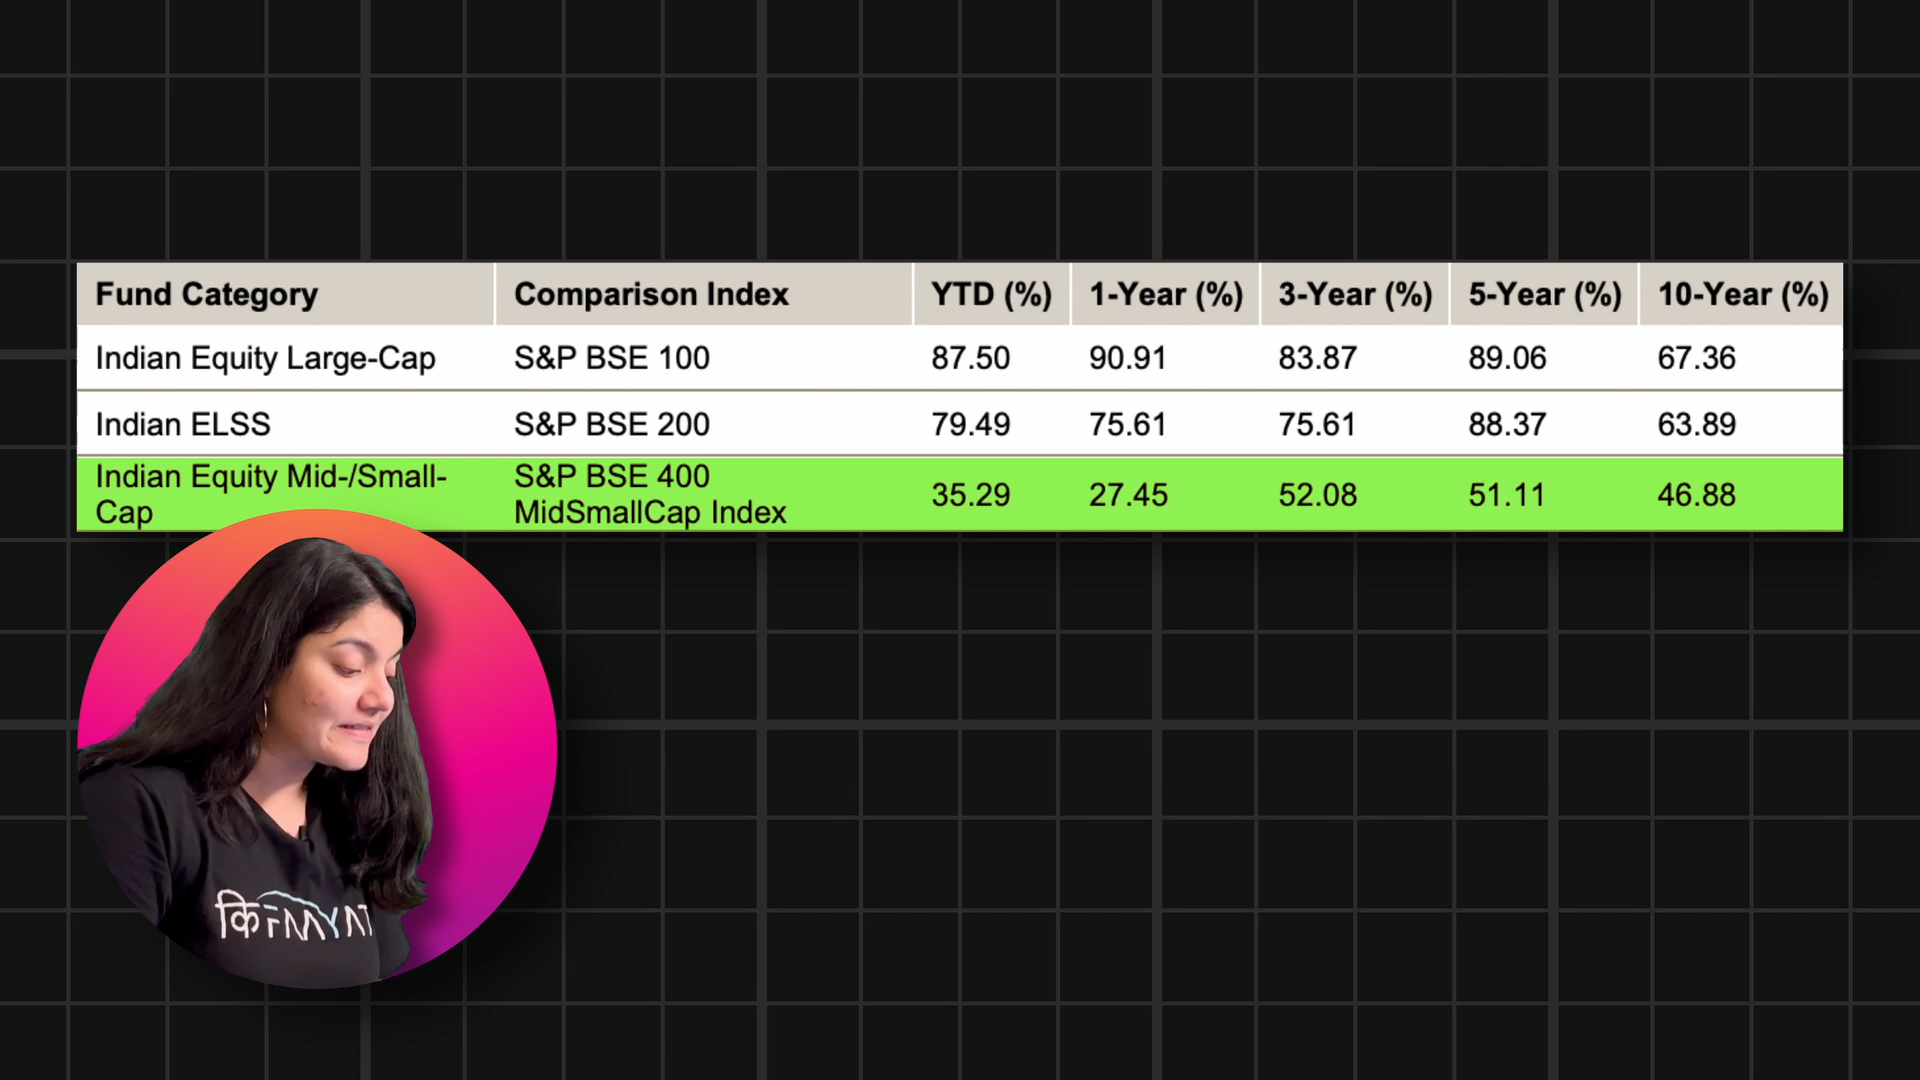 Fund Category Comparison Index YTD (%) 1-Year (%) 3-Year (%) 5-Year (%) 10-Year (%)
Indian Equity Large-Cap S&P BSE 100 87.50 90.91 83.87 89.06 67.36
Indian ELSS S&P BSE 200 79.49 75.61 75.61 88.37 63.89
Indian Equity Mid-/Small- S&P BSE 400 35.29 27.45 52.08 51.11 46.88
Cap MidSmallCap Index